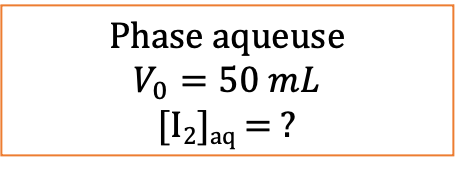 Phase aqueuse
V₀ = 50 mL
[I₂]aq = ?